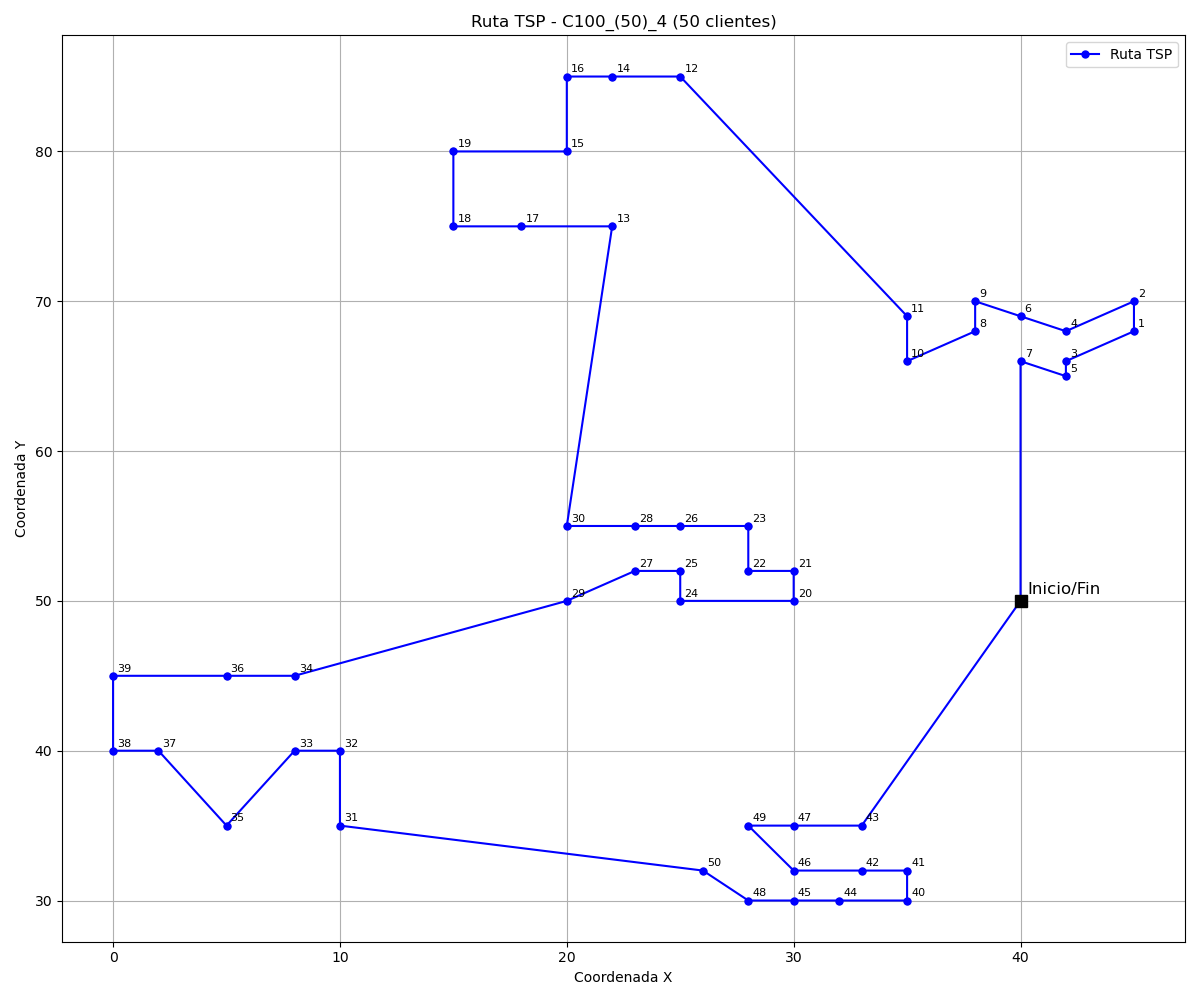 Ruta TSP - C100_(50)_4 (50 clientes)
Ruta TSP
16 14 12
19 15
18 17 13
9 2
11 6
8 4 1
10 7 3
5
30 28 26 23
27 25 22 21
29 24 20
Inicio/Fin
39 36 34
38 37 33 32
35 31
49 47 43
50 46 42 41
48 45 44 40
80
70
60
50
40
30
Coordenada Y
0 10 20 30 40
Coordenada X